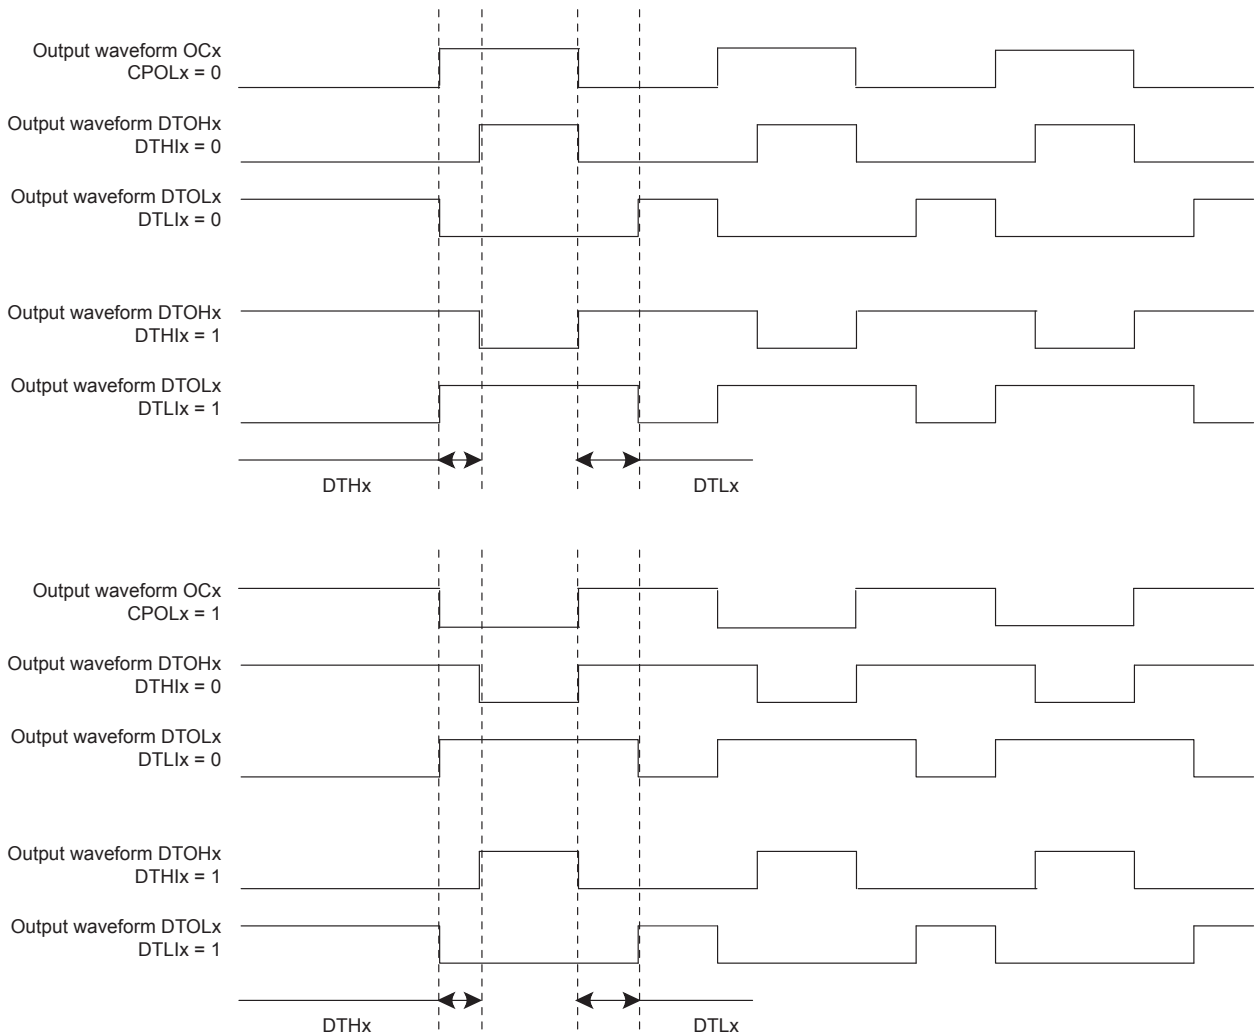 Output waveform OCx
CPOLx = 0
Output waveform DTOHx
DTHIx = 0
Output waveform DTOLx
DTLIx = 0
Output waveform DTOHx
DTHIx = 1
Output waveform DTOLx
DTLIx = 1
DTHx
DTLx
Output waveform OCx
CPOLx = 1
Output waveform DTOHx
DTHIx = 0
Output waveform DTOLx
DTLIx = 0
Output waveform DTOHx
DTHIx = 1
Output waveform DTOLx
DTLIx = 1
DTHx
DTLx